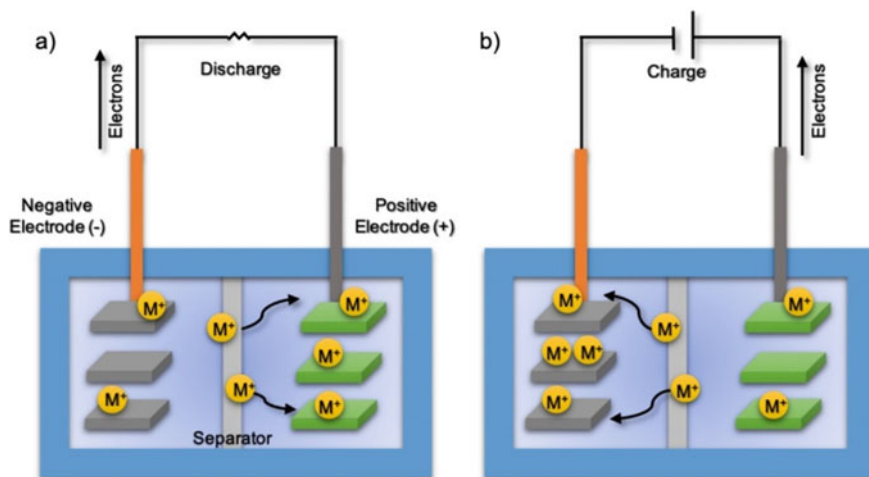 a)
Discharge
Electrons
Negative
Electrode (-)
Positive
Electrode (+)
M⁺
M⁺
M⁺
M⁺
M⁺
M⁺
M⁺
Separator
b)
Charge
Electrons
M⁺
M⁺
M⁺
M⁺
M⁺
M⁺
M⁺
M⁺